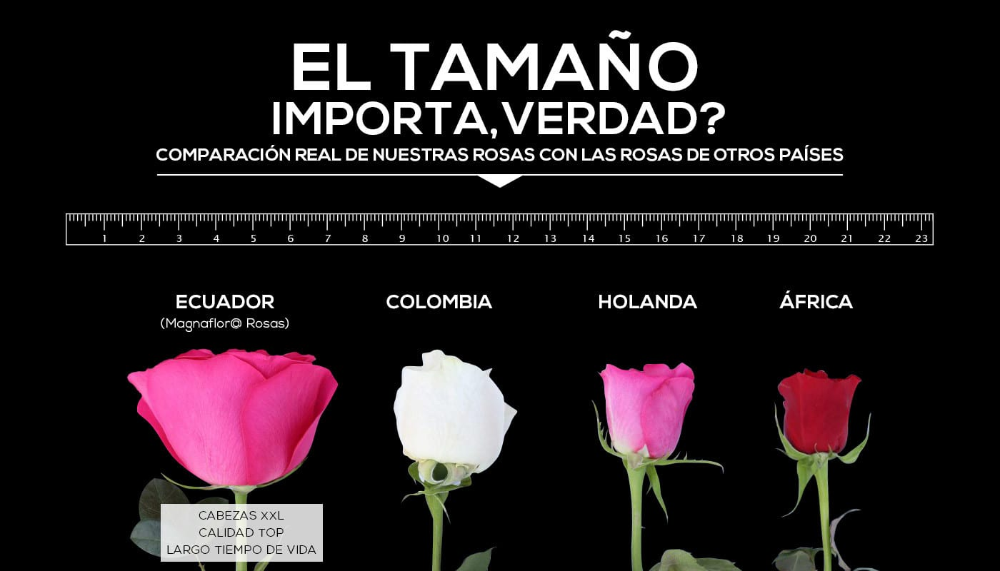 EL TAMAÑO
IMPORTA, VERDAD?
COMPARACIÓN REAL DE NUESTRAS ROSAS CON LAS ROSAS DE OTROS PAÍSES
1 2 3 4 5 6 7 8 9 10 11 12 13 14 15 16 17 18 19 20 21 22 23
ECUADOR COLOMBIA HOLANDA ÁFRICA
(Magnaflor@ Rosas)
CABEZAS XXL
CALIDAD TOP
LARGO TIEMPO DE VIDA